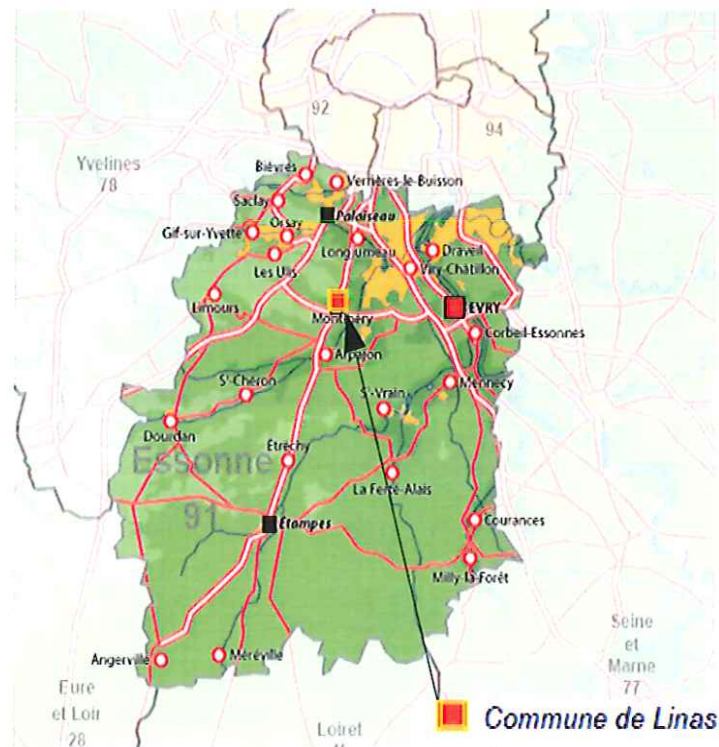 92
94
Yvelines
78
Bièvres
Verrières-le-Buisson
Saclay
Palaiseau
Gif-sur-Yvette
Orsay
Longjumeau
Draveil
Les Ulis
Viry-Châtillon
Limours
Montlhéry
EVRY
Corbeil-Essonnes
Arpajon
St-Chéron
St-Vrain
Mennecy
Dourdan
Étréchy
Essonne
La Ferté-Alais
91
Étampes
Courances
Milly-la-Forêt
Seine
et
Marne
77
Angerville
Méréville
Eure
et Loir
28
Loiret
Commune de Linas